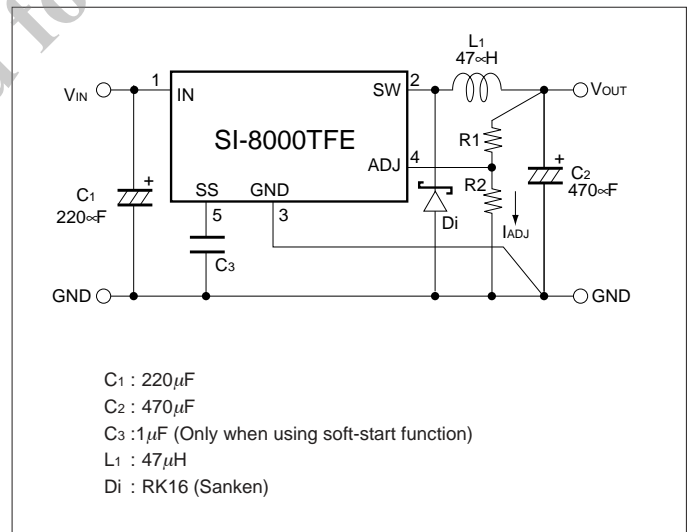 L1
47∝H
VIN
1
IN
SW
2
VOUT
SI-8000TFE
R1
ADJ
4
C1
220∝F
+
SS
GND
R2
C2
470∝F
+
5
3
Di
IADJ
C3
GND
GND
C1 : 220µF
C2 : 470µF
C3 :1µF (Only when using soft-start function)
L1 : 47µH
Di : RK16 (Sanken)